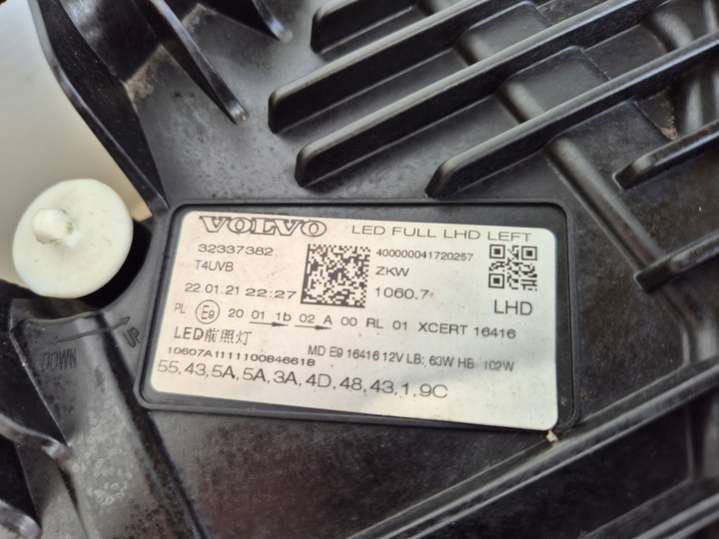 VOLVO LED FULL LHD LEFT
32337382 400000041720257
T4UVB ZKW
22.01.21 22:27 1060.7 LHD
PL E9 20 01 1b 02 A 00 RL 01 XCERT 16416
LED前照灯 MD E9 16416 12V LB: 63W HB 102W
10607A1111100846618
55,43,5A,5A,3A,4D,48,43,1,9C
UP
DOWN